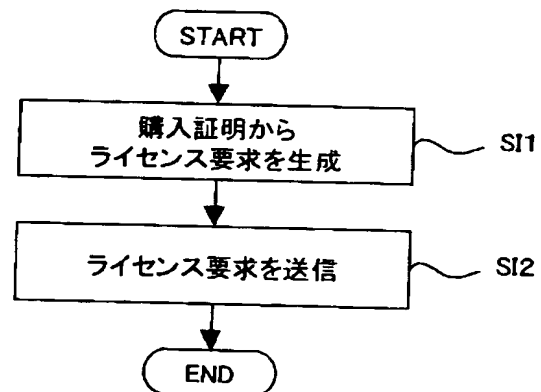 START
購入証明から
ライセンス要求を生成
SI1
ライセンス要求を送信
SI2
END